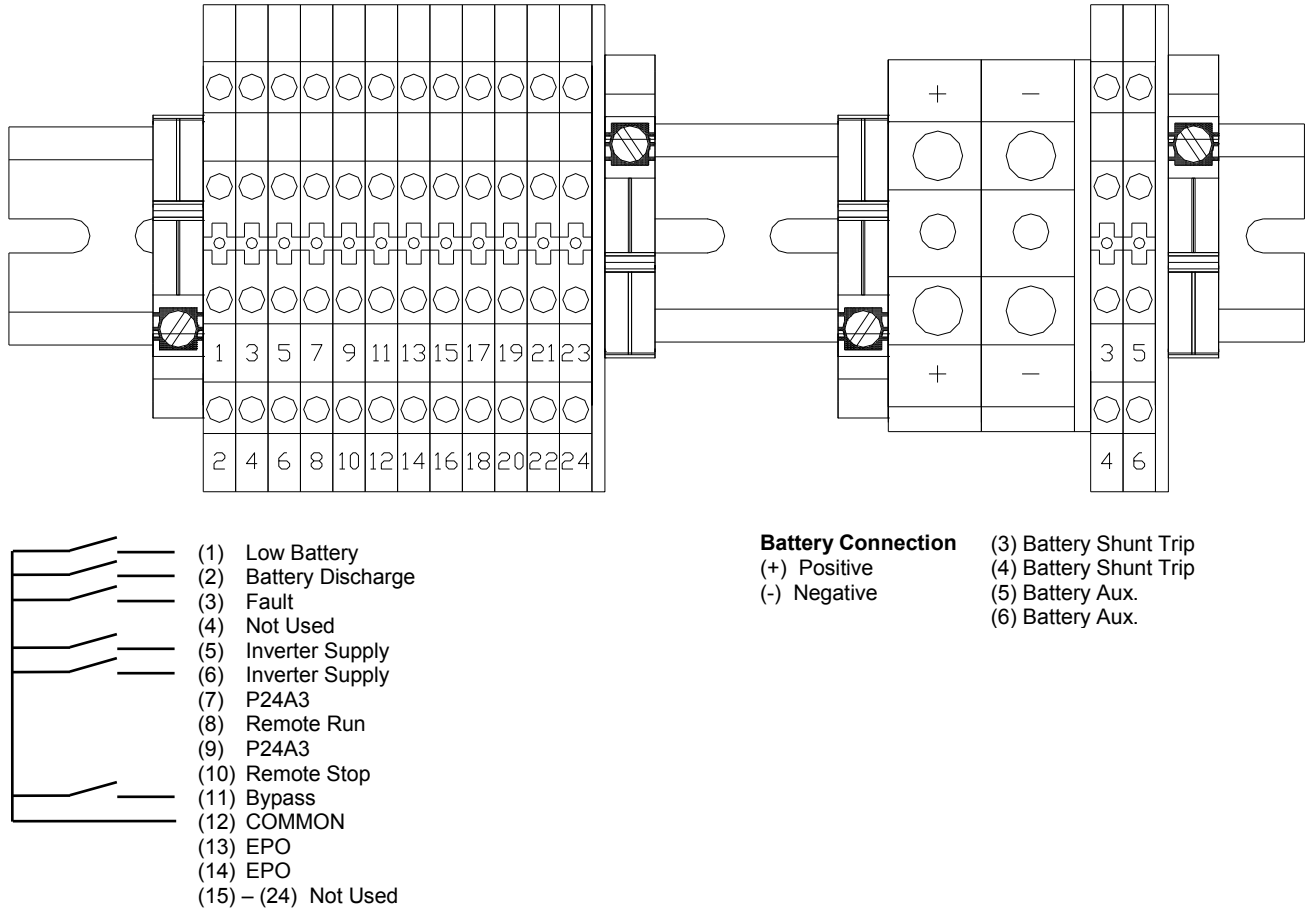 + −
1 3 5 7 9 11 13 15 17 19 21 23 + − 3 5
2 4 6 8 10 12 14 16 18 20 22 24 4 6
(1) Low Battery
(2) Battery Discharge
(3) Fault
(4) Not Used
(5) Inverter Supply
(6) Inverter Supply
(7) P24A3
(8) Remote Run
(9) P24A3
(10) Remote Stop
(11) Bypass
(12) COMMON
(13) EPO
(14) EPO
(15) – (24) Not Used
Battery Connection
(+) Positive
(-) Negative
(3) Battery Shunt Trip
(4) Battery Shunt Trip
(5) Battery Aux.
(6) Battery Aux.